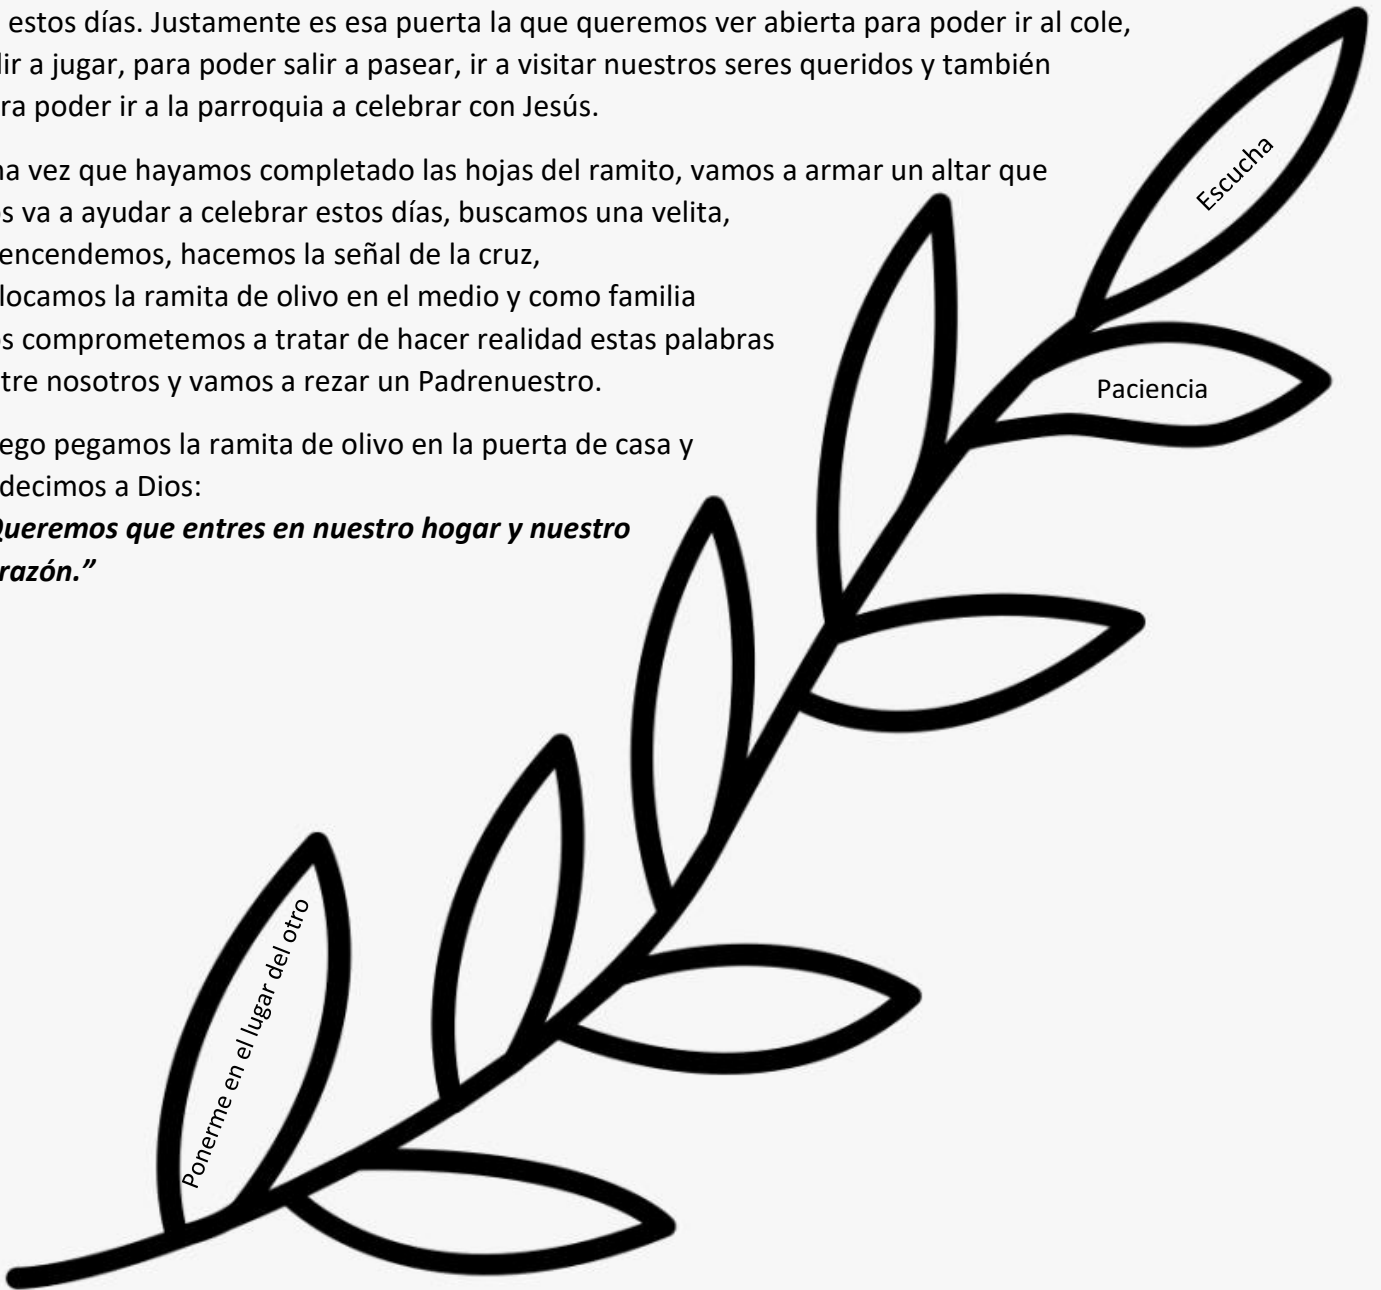 estos días. Justamente es esa puerta la que queremos ver abierta para poder ir al cole,
lir a jugar, para poder salir a pasear, ir a visitar nuestros seres queridos y también
ra poder ir a la parroquia a celebrar con Jesús.
na vez que hayamos completado las hojas del ramito, vamos a armar un altar que
os va a ayudar a celebrar estos días, buscamos una velita,
encendemos, hacemos la señal de la cruz,
locamos la ramita de olivo en el medio y como familia
os comprometemos a tratar de hacer realidad estas palabras
tre nosotros y vamos a rezar un Padrenuestro.
ego pegamos la ramita de olivo en la puerta de casa y
decimos a Dios:
Queremos que entres en nuestro hogar y nuestro
razón.”
Escucha
Paciencia
Ponerme en el lugar del otro